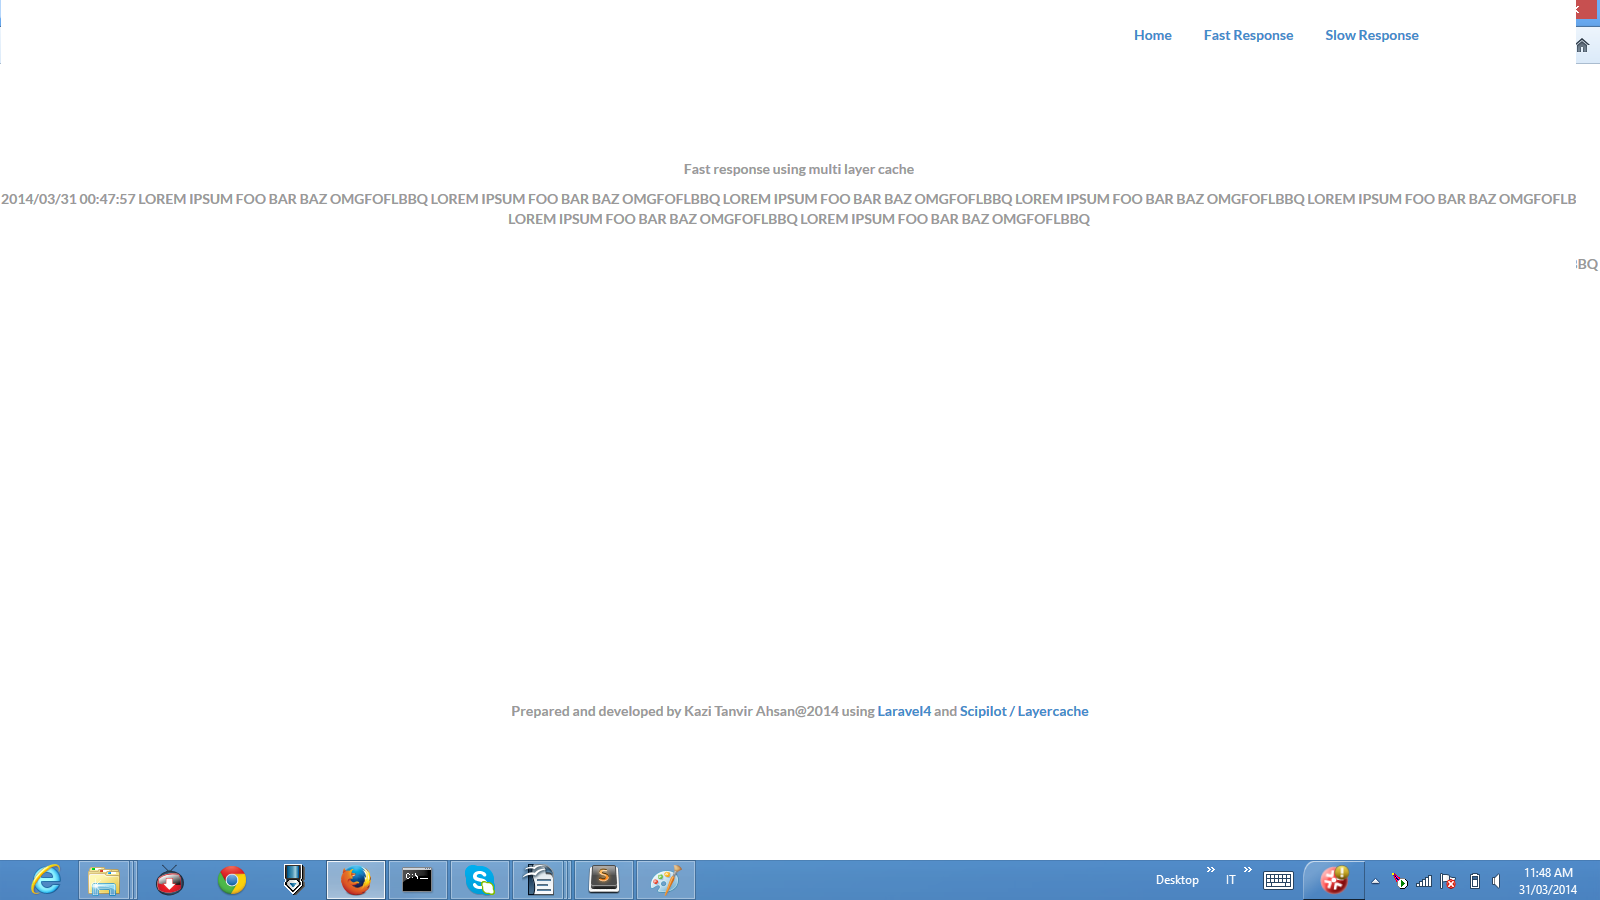 Home Fast Response Slow Response
Fast response using multi layer cache
2014/03/31 00:47:57 LOREM IPSUM FOO BAR BAZ OMGFOFLBBQ LOREM IPSUM FOO BAR BAZ OMGFOFLBBQ LOREM IPSUM FOO BAR BAZ OMGFOFLBBQ LOREM IPSUM FOO BAR BAZ OMGFOFLBBQ LOREM IPSUM FOO BAR BAZ OMGFOFLB
LOREM IPSUM FOO BAR BAZ OMGFOFLBBQ LOREM IPSUM FOO BAR BAZ OMGFOFLBBQ
BQ
Prepared and developed by Kazi Tanvir Ahsan@2014 using Laravel4 and Scipilot / Layercache
Desktop » IT » 11:48 AM
31/03/2014